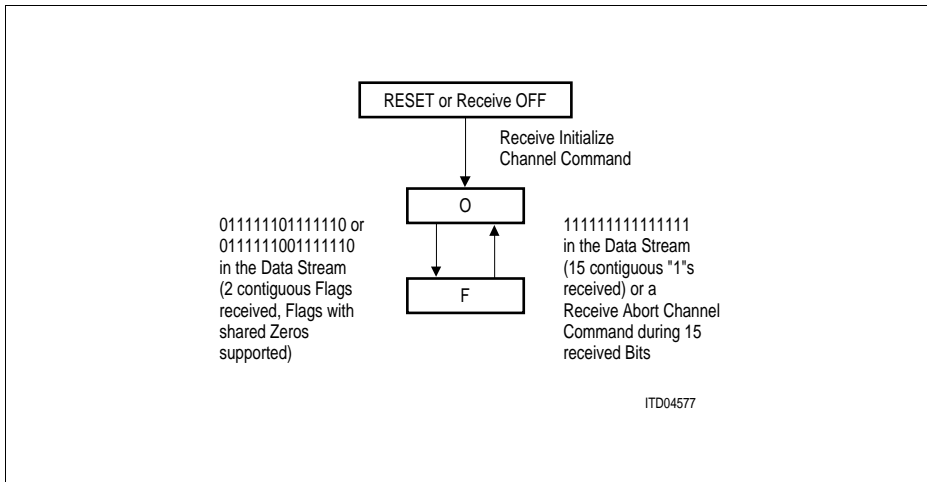 RESET or Receive OFF
Receive Initialize
Channel Command
O
011111101111110 or
0111111001111110
in the Data Stream
(2 contiguous Flags
received, Flags with
shared Zeros
supported)
111111111111111
in the Data Stream
(15 contiguous "1"s
received) or a
Receive Abort Channel
Command during 15
received Bits
F
ITD04577